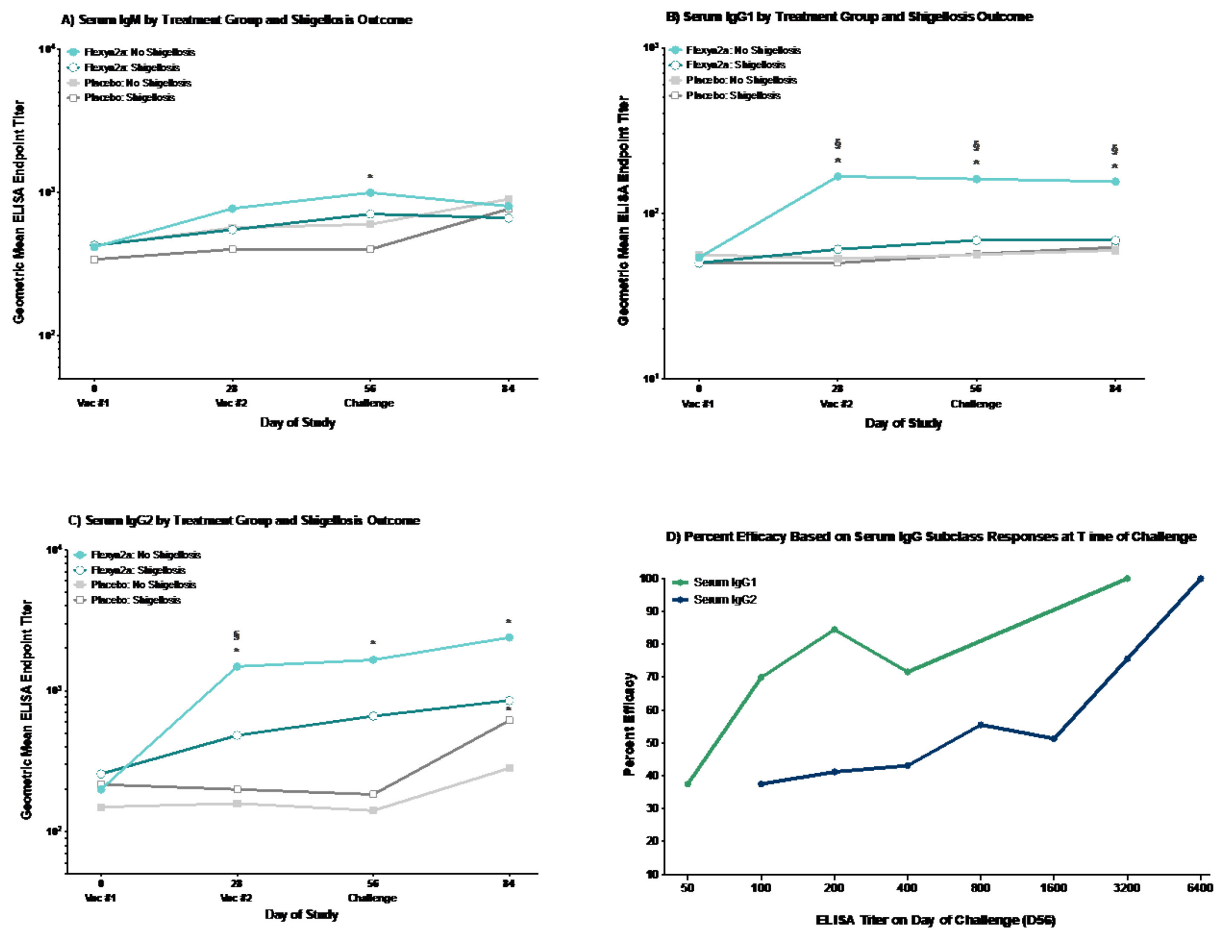 A) Serum IgM by Treatment Group and Shigellosis Outcome
Flexyn2a: No Shigellosis
Flexyn2a: Shigellosis
Placebo: No Shigellosis
Placebo: Shigellosis
Geometric Mean ELISA Endpoint Titer
10⁴
10³
10²
*
0 28 56 84
Vac #1 Vac #2 Challenge
Day of Study
B) Serum IgG1 by Treatment Group and Shigellosis Outcome
Flexyn2a: No Shigellosis
Flexyn2a: Shigellosis
Placebo: No Shigellosis
Placebo: Shigellosis
Geometric Mean ELISA Endpoint Titer
10³
10²
10¹
§ § §
* * *
0 28 56 84
Vac #1 Vac #2 Challenge
Day of Study
C) Serum IgG2 by Treatment Group and Shigellosis Outcome
Flexyn2a: No Shigellosis
Flexyn2a: Shigellosis
Placebo: No Shigellosis
Placebo: Shigellosis
Geometric Mean ELISA Endpoint Titer
10⁴
10³
10²
§
* * *
*
0 28 56 84
Vac #1 Vac #2 Challenge
Day of Study
D) Percent Efficacy Based on Serum IgG Subclass Responses at Time of Challenge
Serum IgG1
Serum IgG2
Percent Efficacy
100
90
80
70
60
50
40
30
20
10
50 100 200 400 800 1600 3200 6400
ELISA Titer on Day of Challenge (D56)